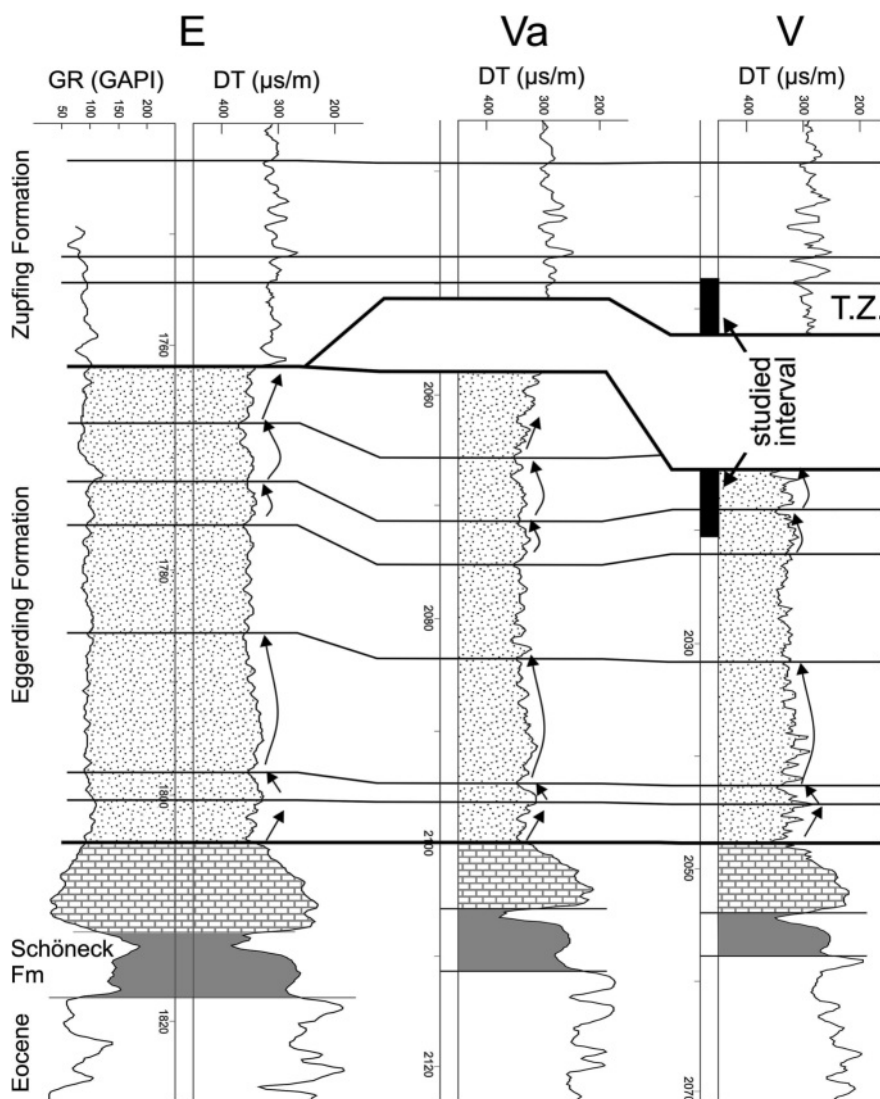 E
Va
V
GR (GAPI)
DT (µs/m)
DT (µs/m)
DT (µs/m)
50
100
200
400
300
200
400
300
200
400
300
200
Zupfing Formation
Eggerding Formation
Schöneck
Fm
Eocene
1760
1780
1800
1820
2060
2080
2100
2120
2030
2050
2070
T.Z.
studied
interval